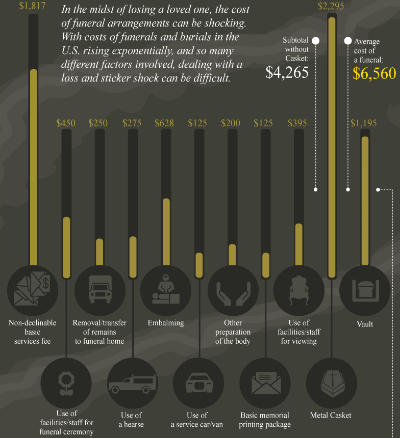 $1,817
In the midst of losing a loved one, the cost
of funeral arrangements can be shocking.
With costs of funerals and burials in the
U.S. rising exponentially, and so many
different factors involved, dealing with a
loss and sticker shock can be difficult.
$2,295
Subtotal
without
Casket:
$4,265
Average
cost of
a funeral:
$6,560
$450
$250
$275
$628
$125
$200
$125
$395
$1,195
Non-declinable
basic
services fee
Removal/transfer
of remains
to funeral home
Embalming
Other
preparation
of the body
Use of
facilities/staff
for viewing
Vault
Use of
facilities/staff for
funeral ceremony
Use of
a hearse
Use of
a service car/van
Basic memorial
printing package
Metal Casket